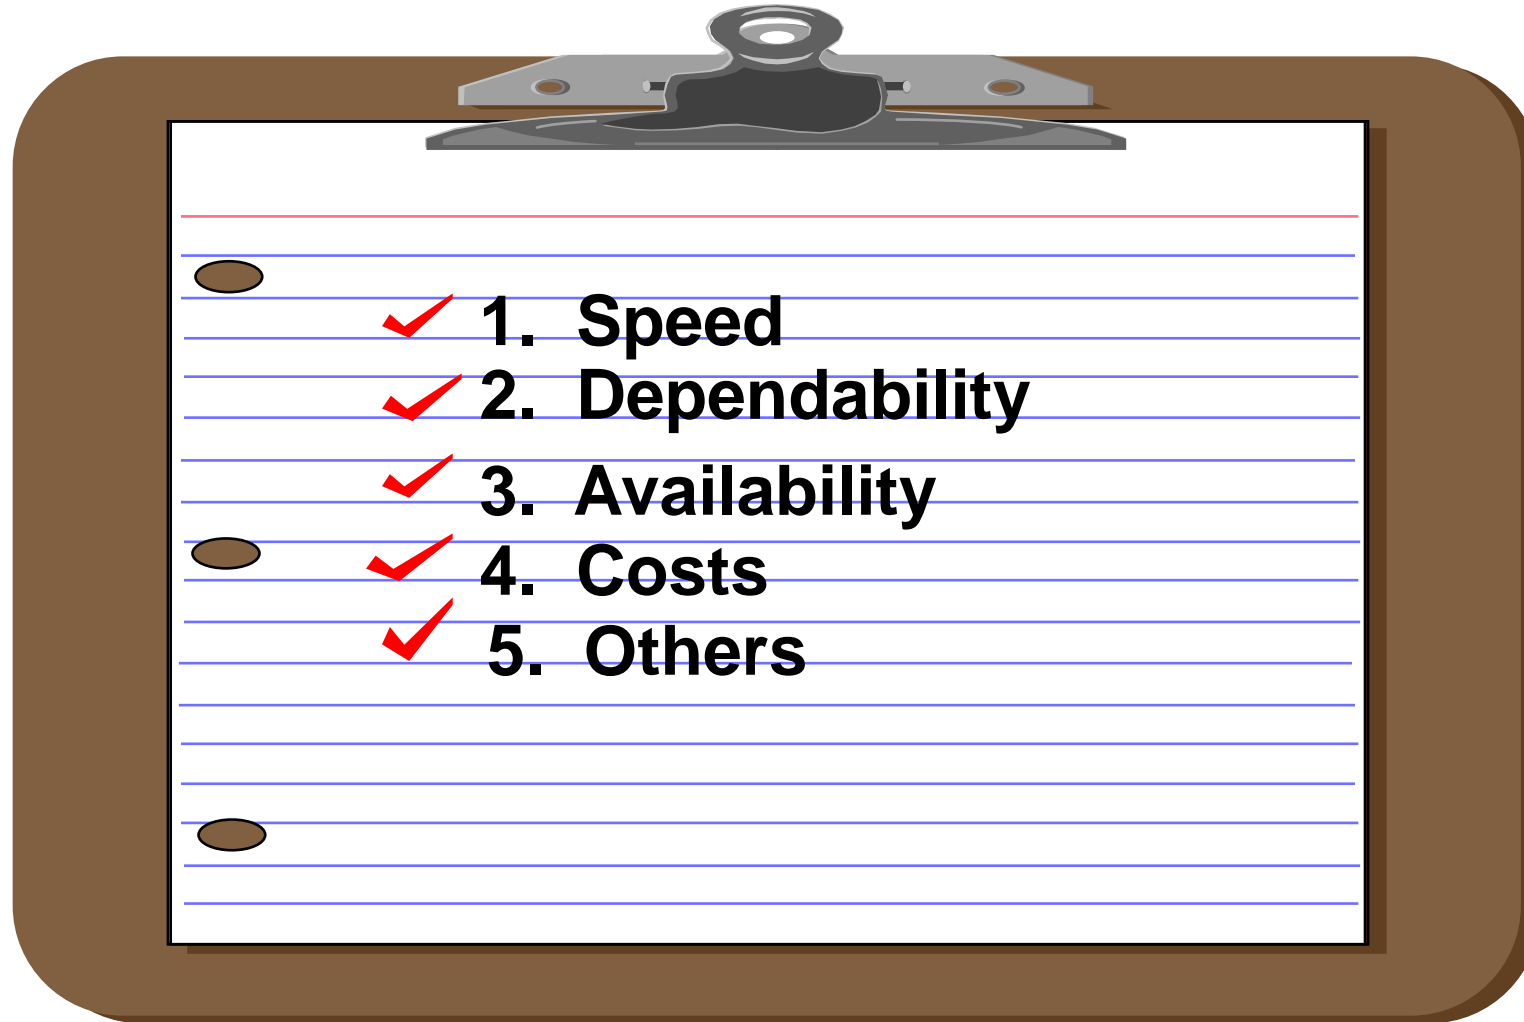 1. Speed
2. Dependability
3. Availability
4. Costs
5. Others